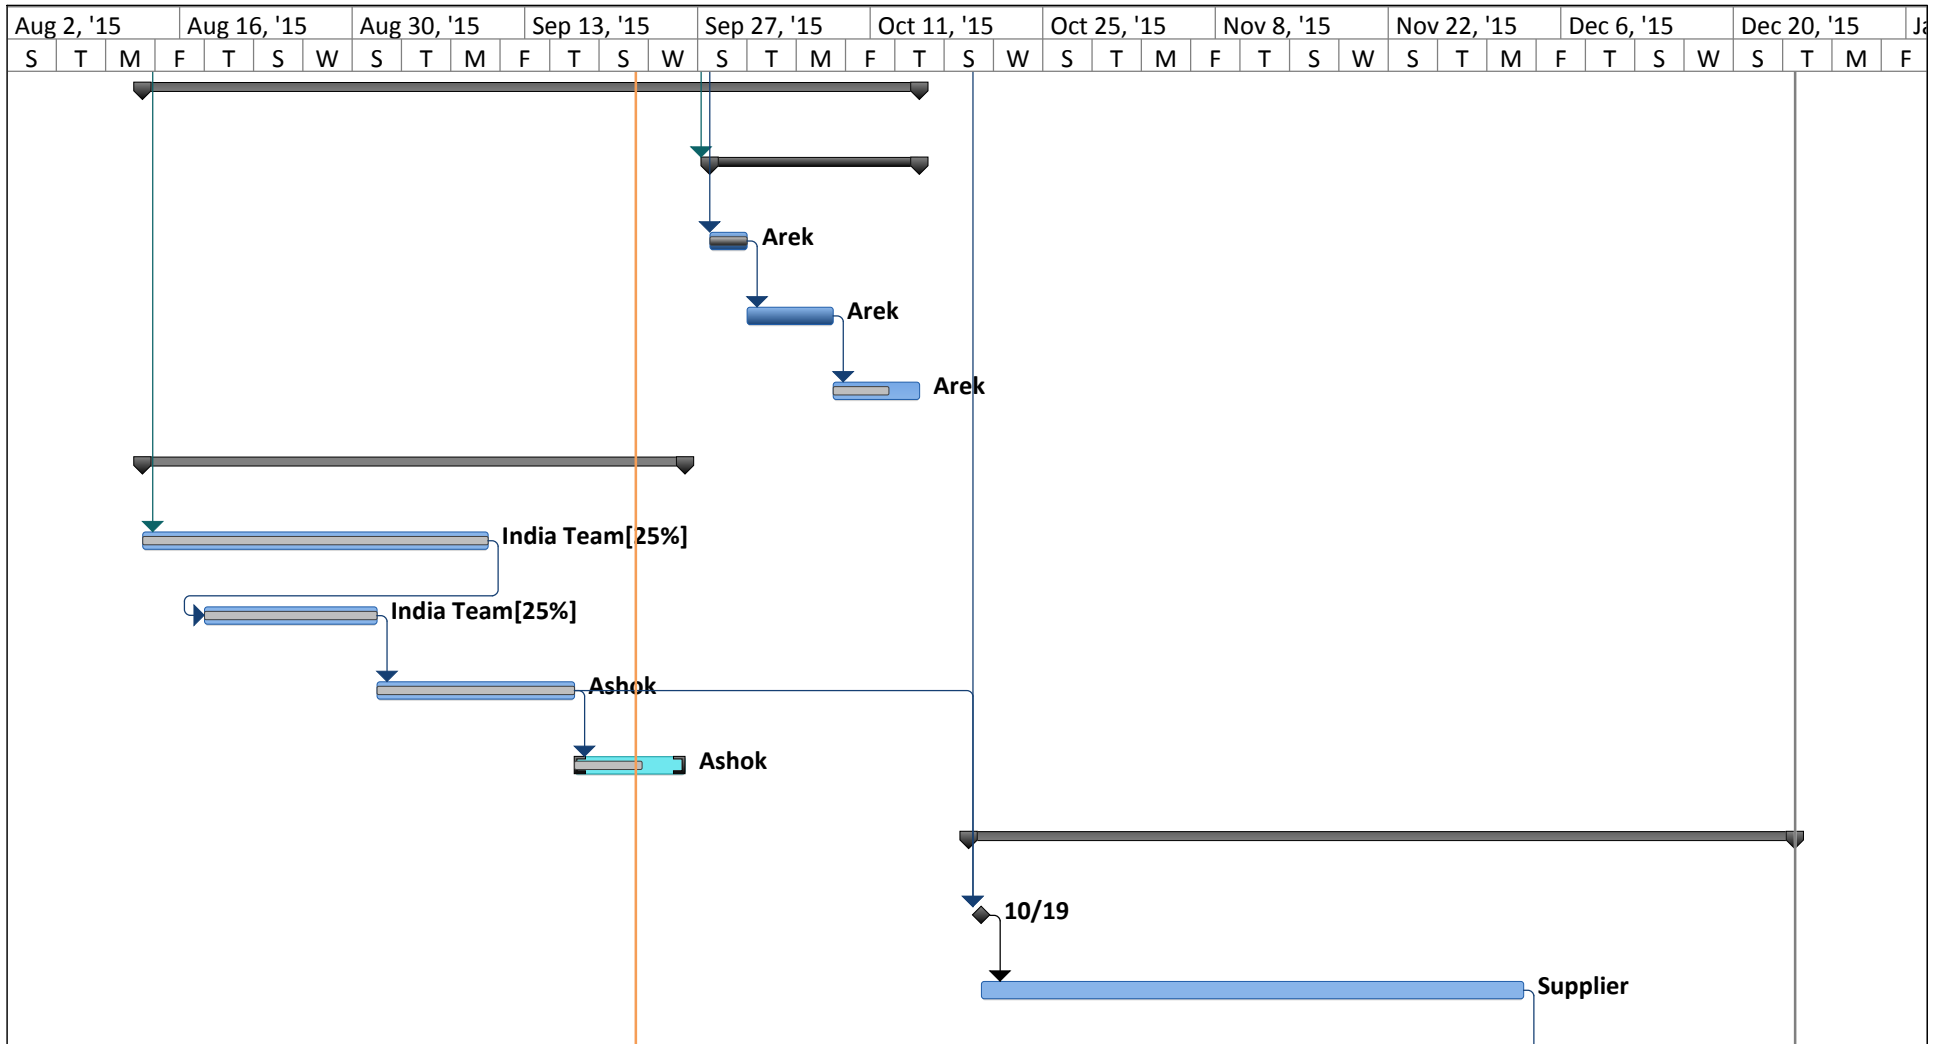 Aug 2, '15 Aug 16, '15 Aug 30, '15 Sep 13, '15 Sep 27, '15 Oct 11, '15 Oct 25, '15 Nov 8, '15 Nov 22, '15 Dec 6, '15 Dec 20, '15
S T M F T S W S T M F T S W S T M F T S W S T M F T S W S T M F T S W S T M F
Arek
Arek
Arek
India Team[25%]
India Team[25%]
Ashok
Ashok
10/19
Supplier